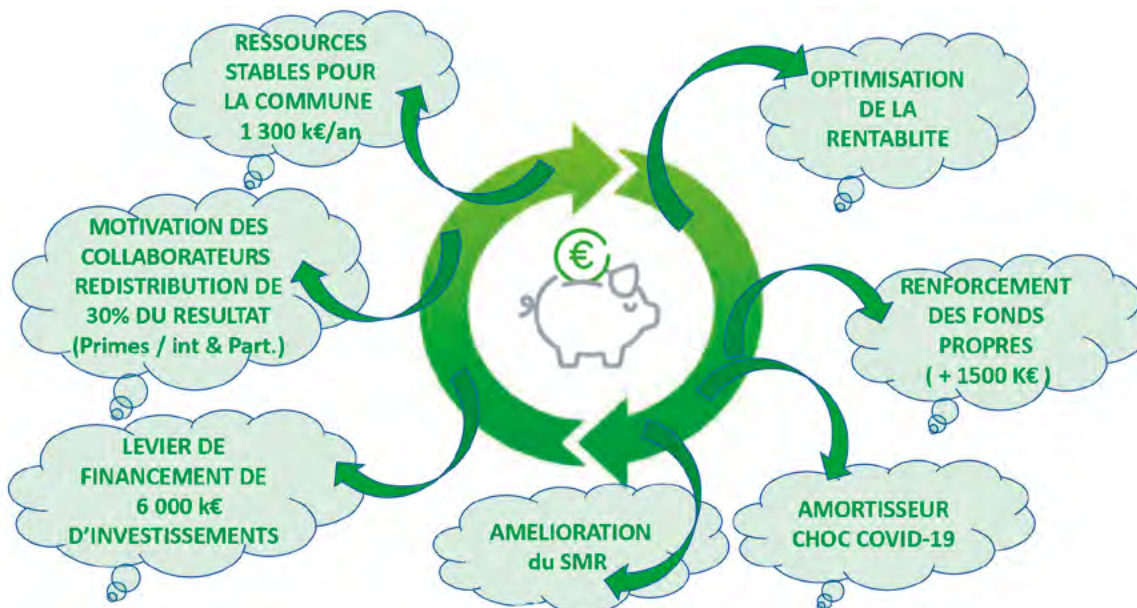 RESSOURCES
STABLES POUR
LA COMMUNE
1 300 k€/an
OPTIMISATION
DE LA
RENTABLITE
MOTIVATION DES
COLLABORATEURS
REDISTRIBUTION DE
30% DU RESULTAT
(Primes / int & Part.)
€
RENFORCEMENT
DES FONDS
PROPRES
( + 1500 K€ )
LEVIER DE
FINANCEMENT DE
6 000 k€
D’INVESTISSEMENTS
AMELIORATION
du SMR
AMORTISSEUR
CHOC COVID-19